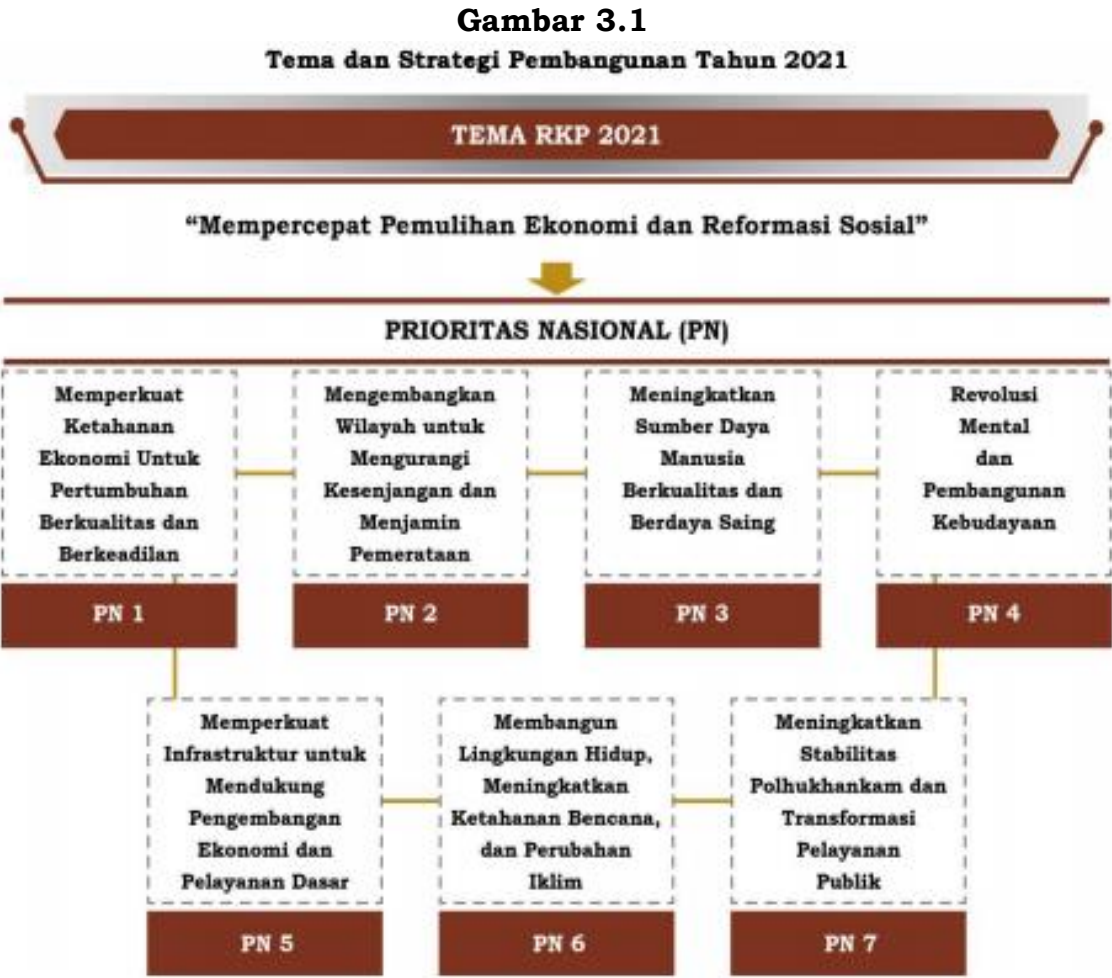 Gambar 3.1
Tema dan Strategi Pembangunan Tahun 2021
TEMA RKP 2021
“Mempercepat Pemulihan Ekonomi dan Reformasi Sosial”
PRIORITAS NASIONAL (PN)
Memperkuat
Ketahanan
Ekonomi Untuk
Pertumbuhan
Berkualitas dan
Berkeadilan
PN 1
Mengembangkan
Wilayah untuk
Mengurangi
Kesenjangan dan
Menjamin
Pemerataan
PN 2
Meningkatkan
Sumber Daya
Manusia
Berkualitas dan
Berdaya Saing
PN 3
Revolusi
Mental
dan
Pembangunan
Kebudayaan
PN 4
Memperkuat
Infrastruktur untuk
Mendukung
Pengembangan
Ekonomi dan
Pelayanan Dasar
PN 5
Membangun
Lingkungan Hidup,
Meningkatkan
Ketahanan Bencana,
dan Perubahan
Iklim
PN 6
Meningkatkan
Stabilitas
Polhukhankam dan
Transformasi
Pelayanan
Publik
PN 7